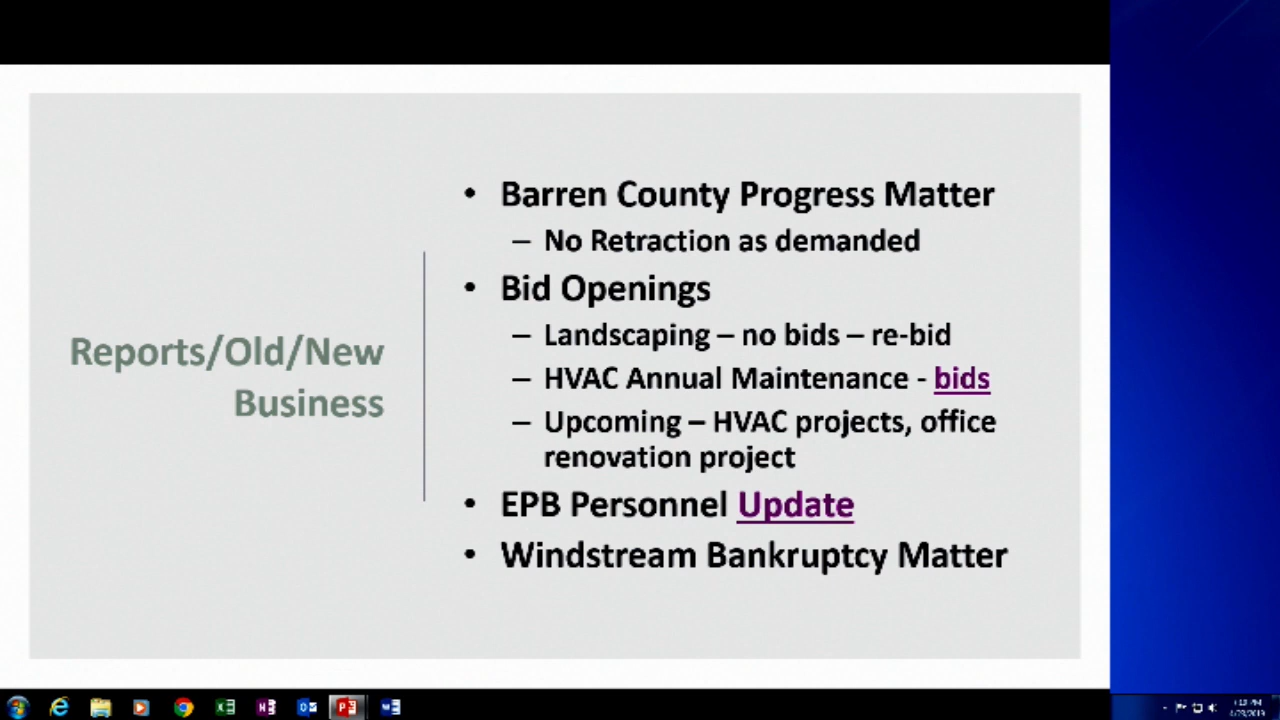 Reports/Old/New
Business
• Barren County Progress Matter
– No Retraction as demanded
• Bid Openings
– Landscaping – no bids – re-bid
– HVAC Annual Maintenance - bids
– Upcoming – HVAC projects, office
renovation project
• EPB Personnel Update
• Windstream Bankruptcy Matter